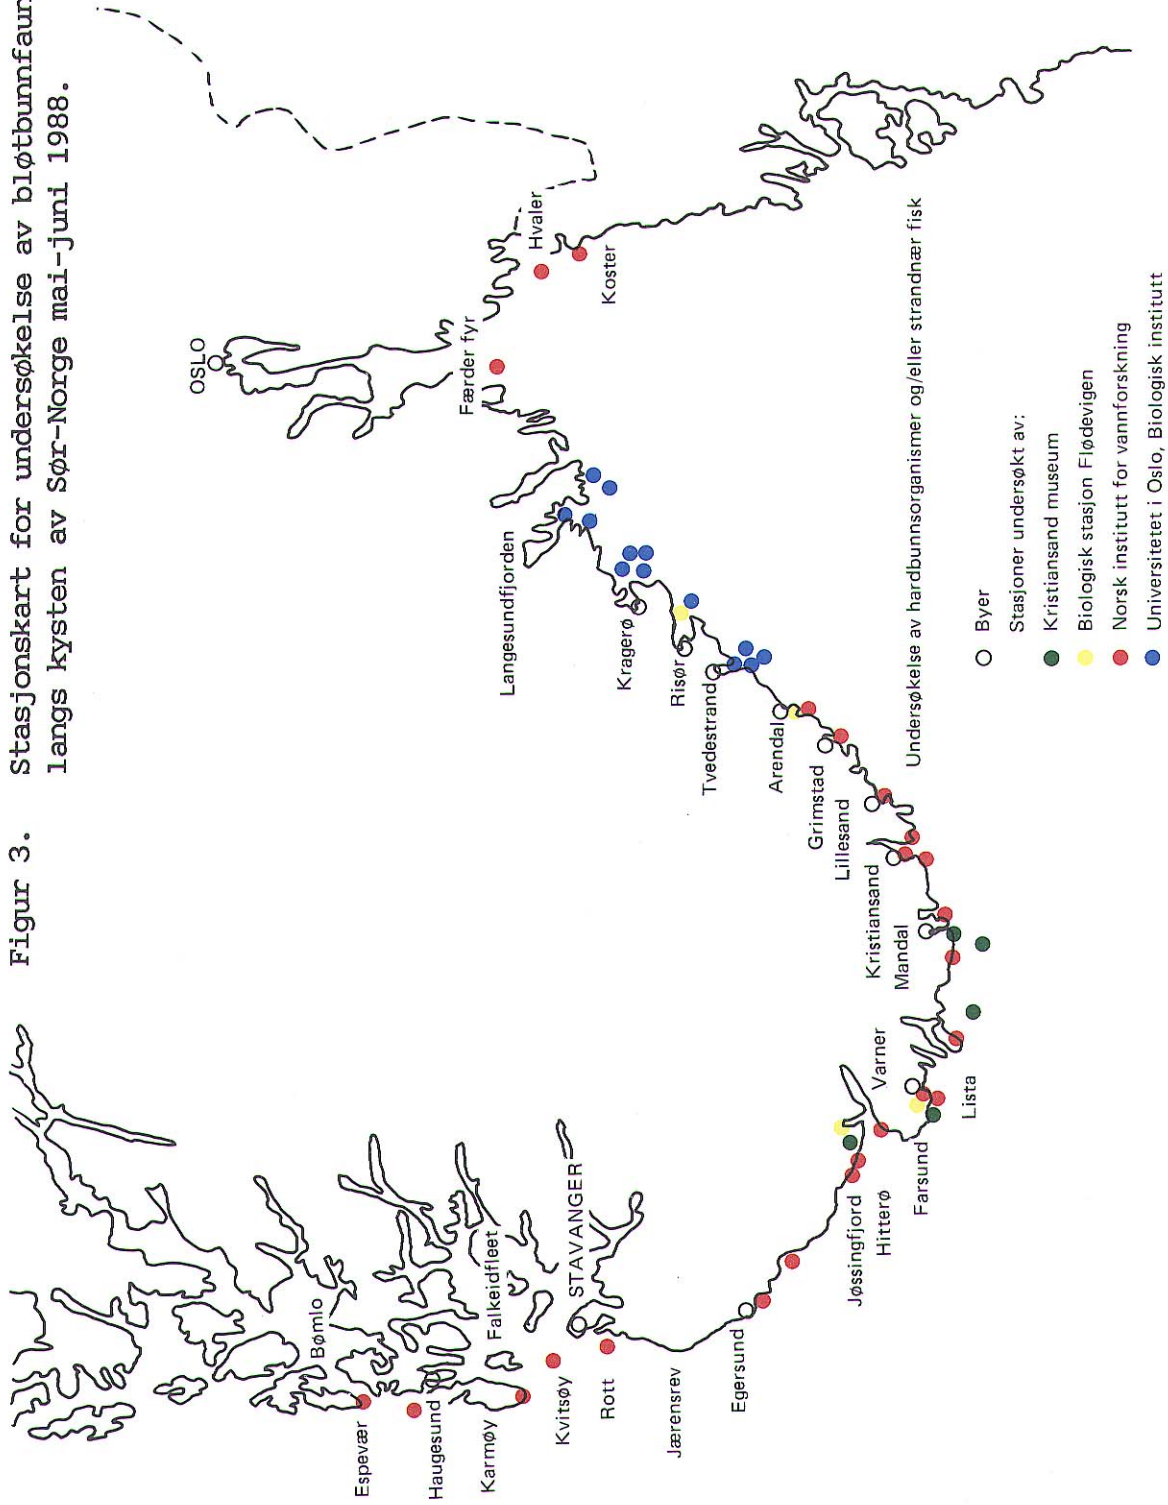 Figur 3. Stasjonskart for undersøkelse av bløtbunnfaun
langs kysten av Sør-Norge mai-juni 1988.
OSLO
Hvaler
Koster
Færder fyr
Langesundfjorden
Kragerø
Risør
Tvedestrand
Arendal
Grimstad
Lillesand
Kristiansand
Mandal
Varner
Lista
Farsund
Hitterø
Jøssingfjord
Egersund
Jærensrev
Rott
Kvitsøy
STAVANGER
Falkeidfleet
Karmøy
Haugesund
Bømlo
Espevær
Undersøkelse av hardbunnsorganismer og/eller strandnær fisk
Byer
Stasjoner undersøkt av:
Kristiansand museum
Biologisk stasjon Flødevigen
Norsk institutt for vannforskning
Universitetet i Oslo, Biologisk institutt